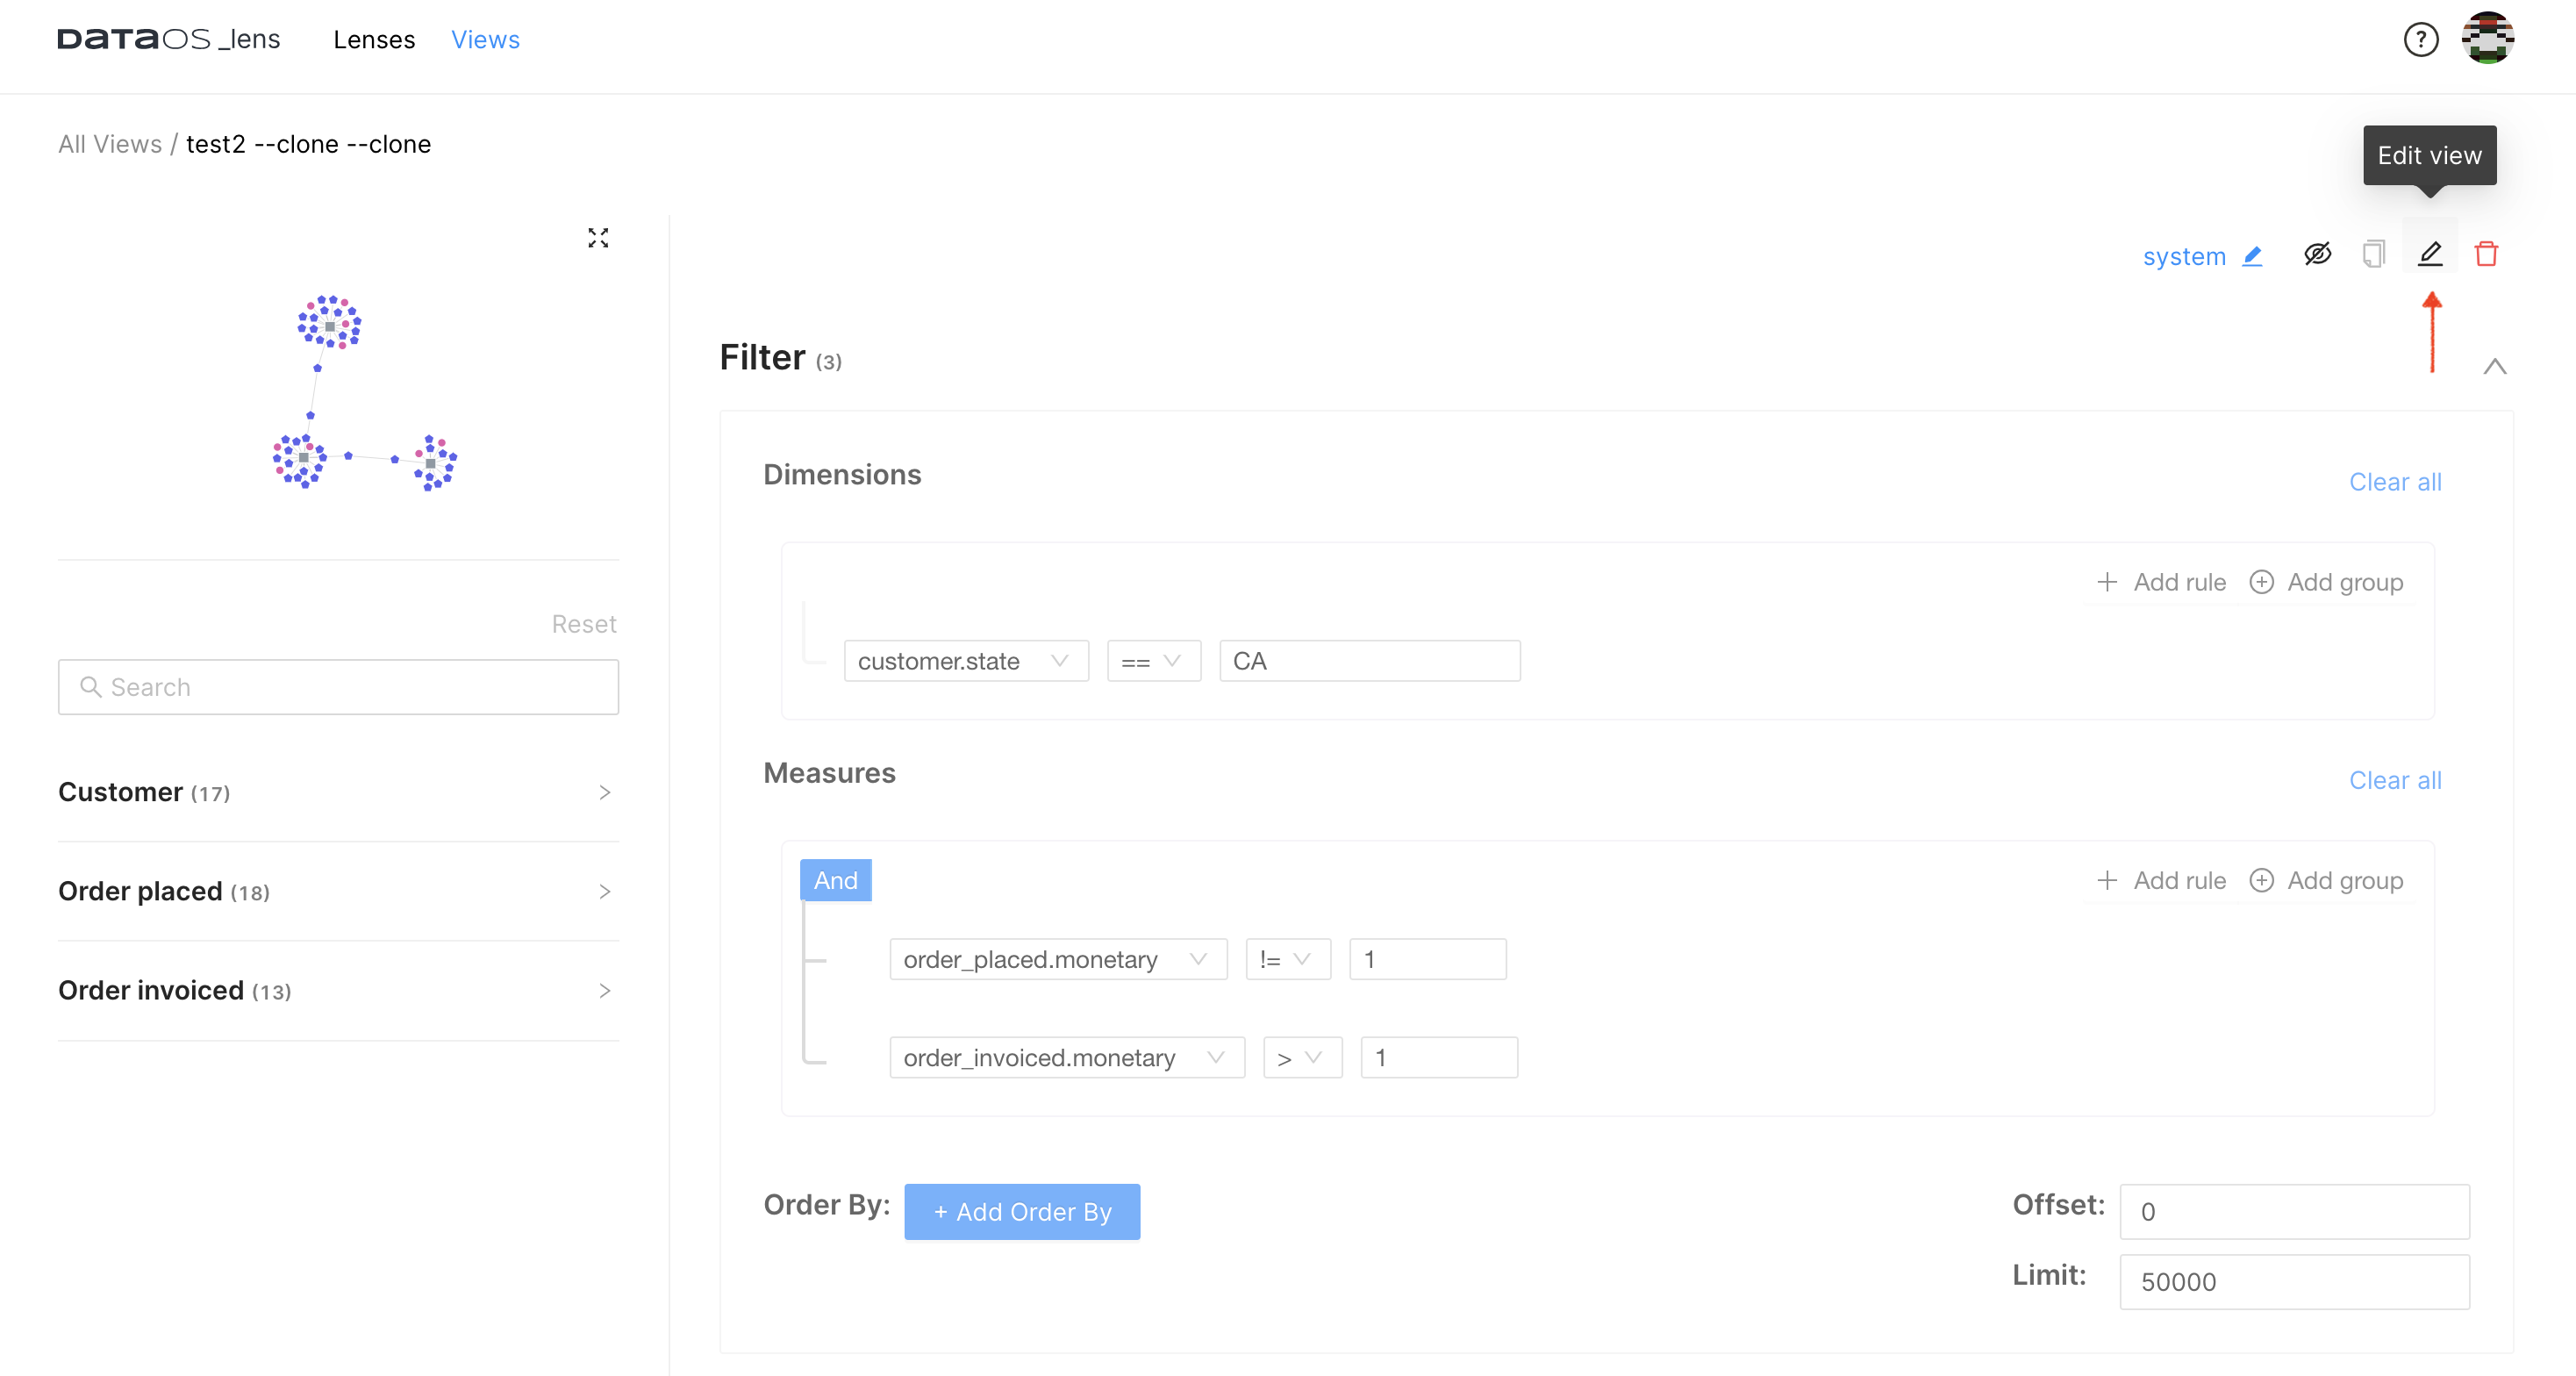 DATAOS _lens Lenses Views ?
All Views / test2 --clone --clone
Edit view
system
Filter (3)
Dimensions
Clear all
Reset
+ Add rule Add group
Search
customer.state == CA
Customer (17)
Order placed (18)
Order invoiced (13)
Measures
Clear all
And
+ Add rule Add group
order_placed.monetary != 1
order_invoiced.monetary > 1
Order By: + Add Order By
Offset: 0
Limit: 50000